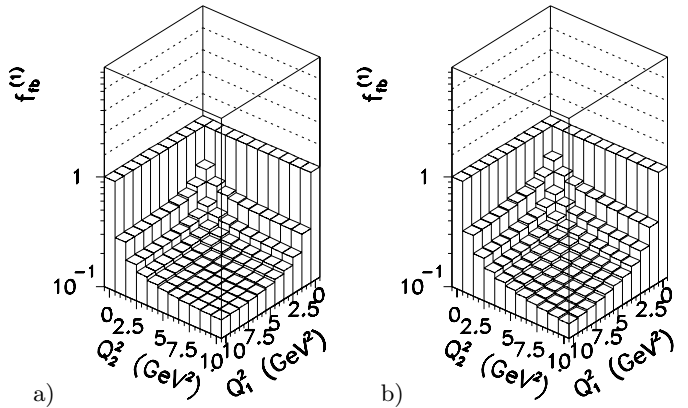 f_fb^(1)
1
10^-1
0 2.5 5 7.5 10
Q_2^2 (GeV^2)
10 7.5 5 2.5 0
Q_1^2 (GeV^2)
a)
f_fb^(1)
1
10^-1
0 2.5 5 7.5 10
Q_2^2 (GeV^2)
10 7.5 5 2.5 0
Q_1^2 (GeV^2)
b)